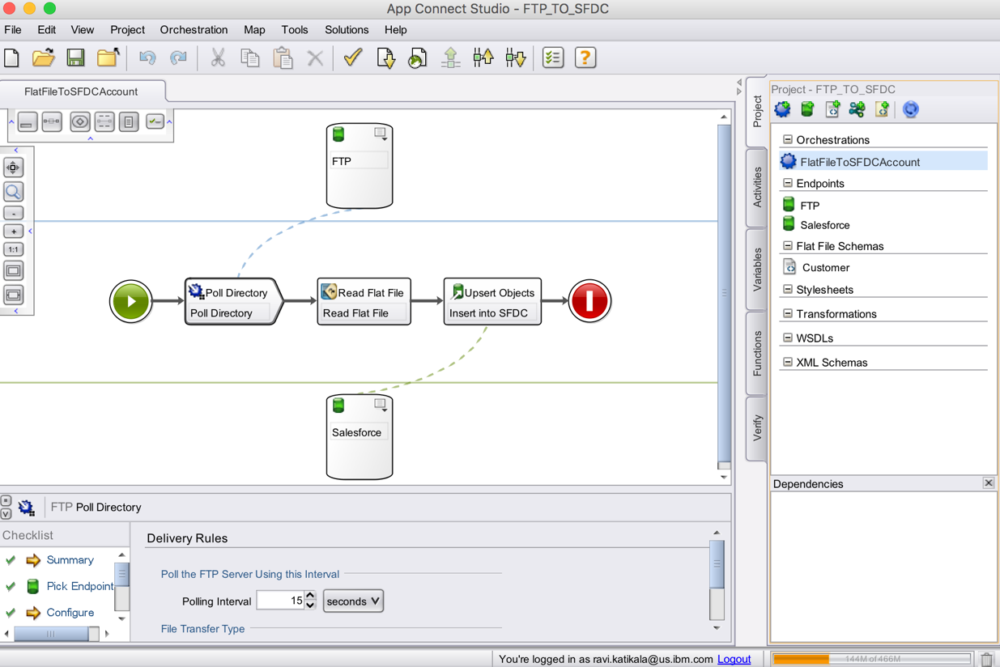 App Connect Studio - FTP_TO_SFDC
File Edit View Project Orchestration Map Tools Solutions Help
FlatFileToSFDCAccount
FTP
Poll Directory
Poll Directory
Read Flat File
Read Flat File
Upsert Objects
Insert into SFDC
Salesforce
-
+
1:1
Project
Activities
Variables
Functions
Verify
Project - FTP_TO_SFDC
Orchestrations
FlatFileToSFDCAccount
Endpoints
FTP
Salesforce
Flat File Schemas
Customer
Stylesheets
Transformations
WSDLs
XML Schemas
Dependencies
FTP Poll Directory
Checklist
Summary
Pick Endpoint
Configure
Delivery Rules
Poll the FTP Server Using this Interval
Polling Interval 15 seconds
File Transfer Type
You're logged in as ravi.katikala@us.ibm.com Logout
144M of 466M